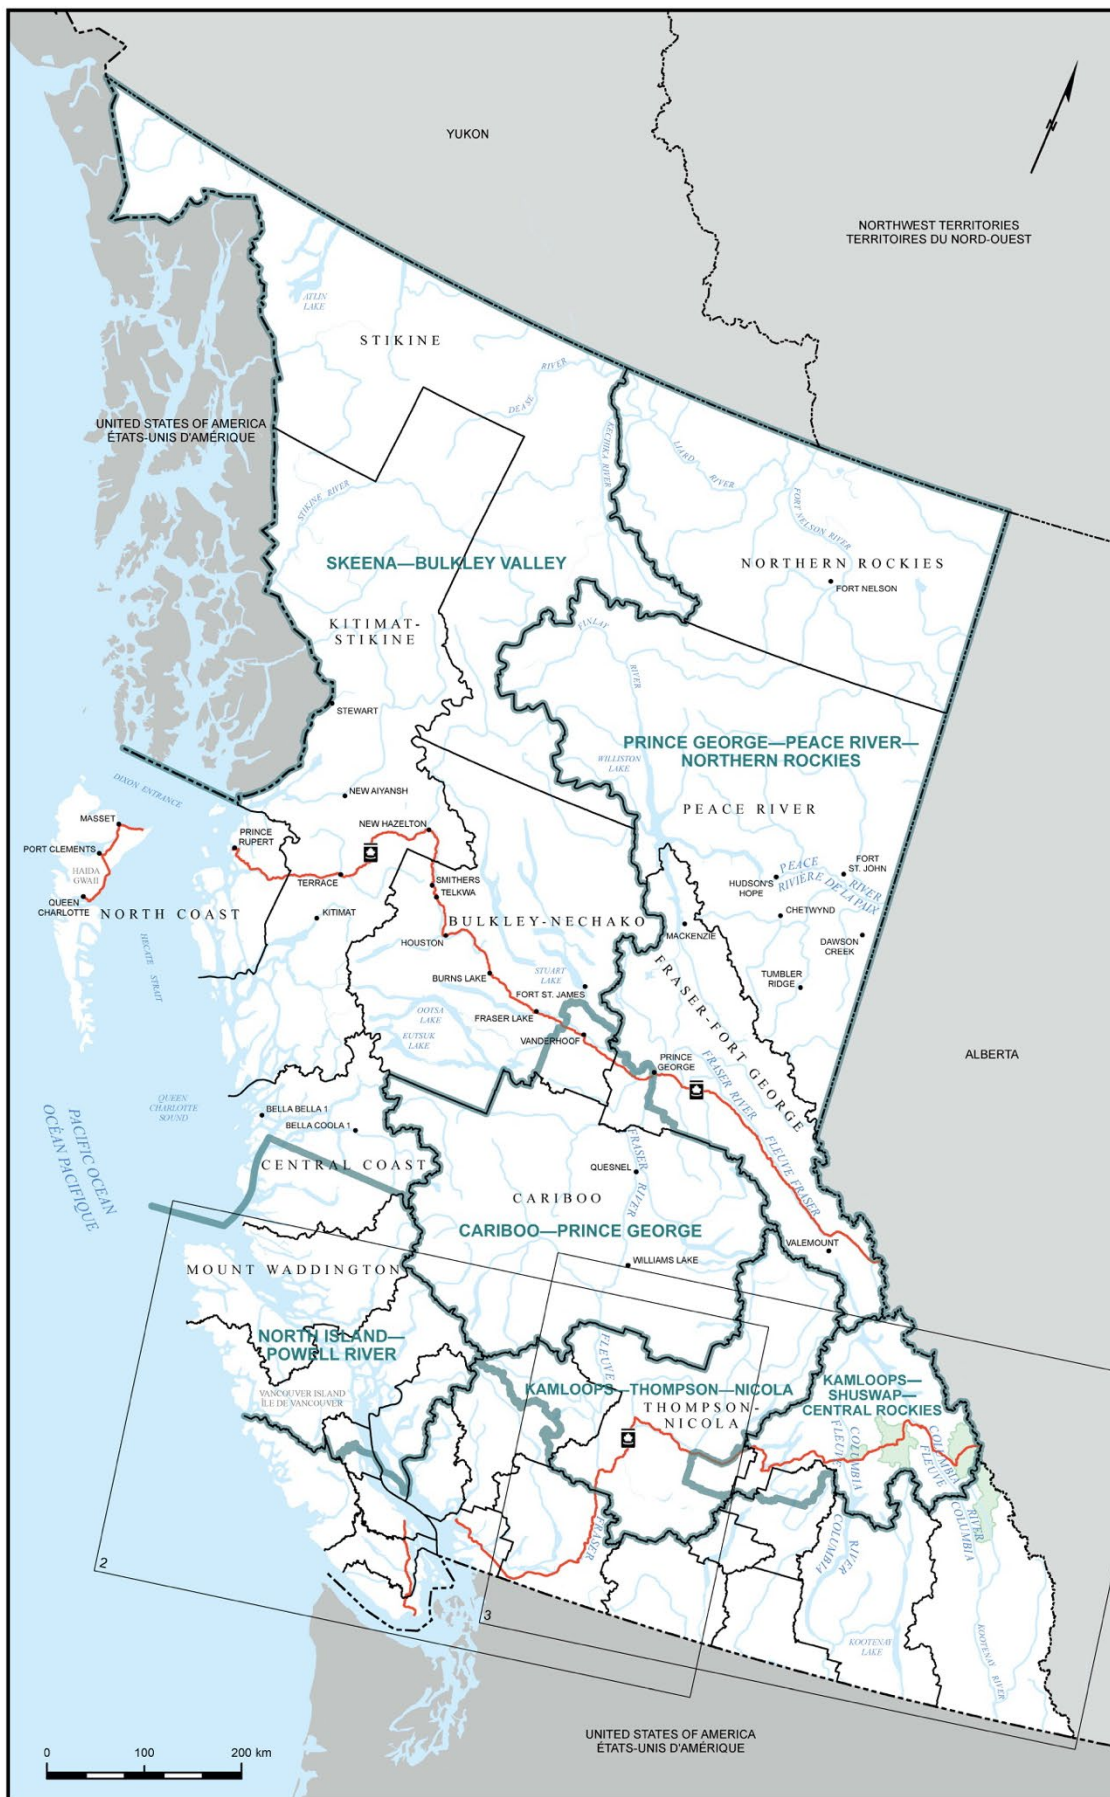 YUKON
NORTHWEST TERRITORIES
TERRITOIRES DU NORD-OUEST
N
ATLIN
LAKE
STIKINE
DEASE
RIVER
UNITED STATES OF AMERICA
ÉTATS-UNIS D'AMÉRIQUE
KECHIKA RIVER
LIARD
RIVER
STIKINE RIVER
FORT NELSON RIVER
SKEENA—BULKLEY VALLEY
NORTHERN ROCKIES
FORT NELSON
KITIMAT-
STIKINE
FINLAY
RIVER
STEWART
PRINCE GEORGE—PEACE RIVER—
NORTHERN ROCKIES
WILLISTON
LAKE
PEACE RIVER
DIXON ENTRANCE
NEW AIYANSH
MASSET
NEW HAZELTON
PRINCE
RUPERT
PORT CLEMENTS
HAIDA
GWAII
TERRACE
SMITHERS
TELKWA
QUEEN
CHARLOTTE
NORTH COAST
KITIMAT
BULKLEY-NECHAKO
HOUSTON
FORT
ST. JOHN
HUDSON'S
HOPE
PEACE
RIVER
RIVIÈRE DE LA PAIX
CHETWYND
MACKENZIE
DAWSON
CREEK
TUMBLER
RIDGE
HECATE STRAIT
BURNS LAKE
STUART
LAKE
FORT ST. JAMES
FRASER-FORT GEORGE
OOTSA
LAKE
EUTSUK
LAKE
FRASER LAKE
VANDERHOOF
PRINCE
GEORGE
ALBERTA
FRASER RIVER
FLEUVE FRASER
QUEEN
CHARLOTTE
SOUND
PACIFIC OCEAN
OCÉAN PACIFIQUE
BELLA BELLA 1
BELLA COOLA 1
CENTRAL COAST
QUESNEL
FRASER
RIVER
CARIBOO
CARIBOO—PRINCE GEORGE
VALEMOUNT
WILLIAMS LAKE
MOUNT WADDINGTON
NORTH ISLAND—
POWELL RIVER
VANCOUVER ISLAND
ÎLE DE VANCOUVER
FLEUVE
FRASER
KAMLOOPS—THOMPSON—NICOLA
THOMPSON-
NICOLA
KAMLOOPS—
SHUSWAP—
CENTRAL ROCKIES
FLEUVE
COLUMBIA
COLUMBIA
RIVER
COLUMBIA
FLEUVE
RIVER
COLUMBIA
KOOTENAY
LAKE
KOOTENAY RIVER
2
3
UNITED STATES OF AMERICA
ÉTATS-UNIS D'AMÉRIQUE
0 100 200 km